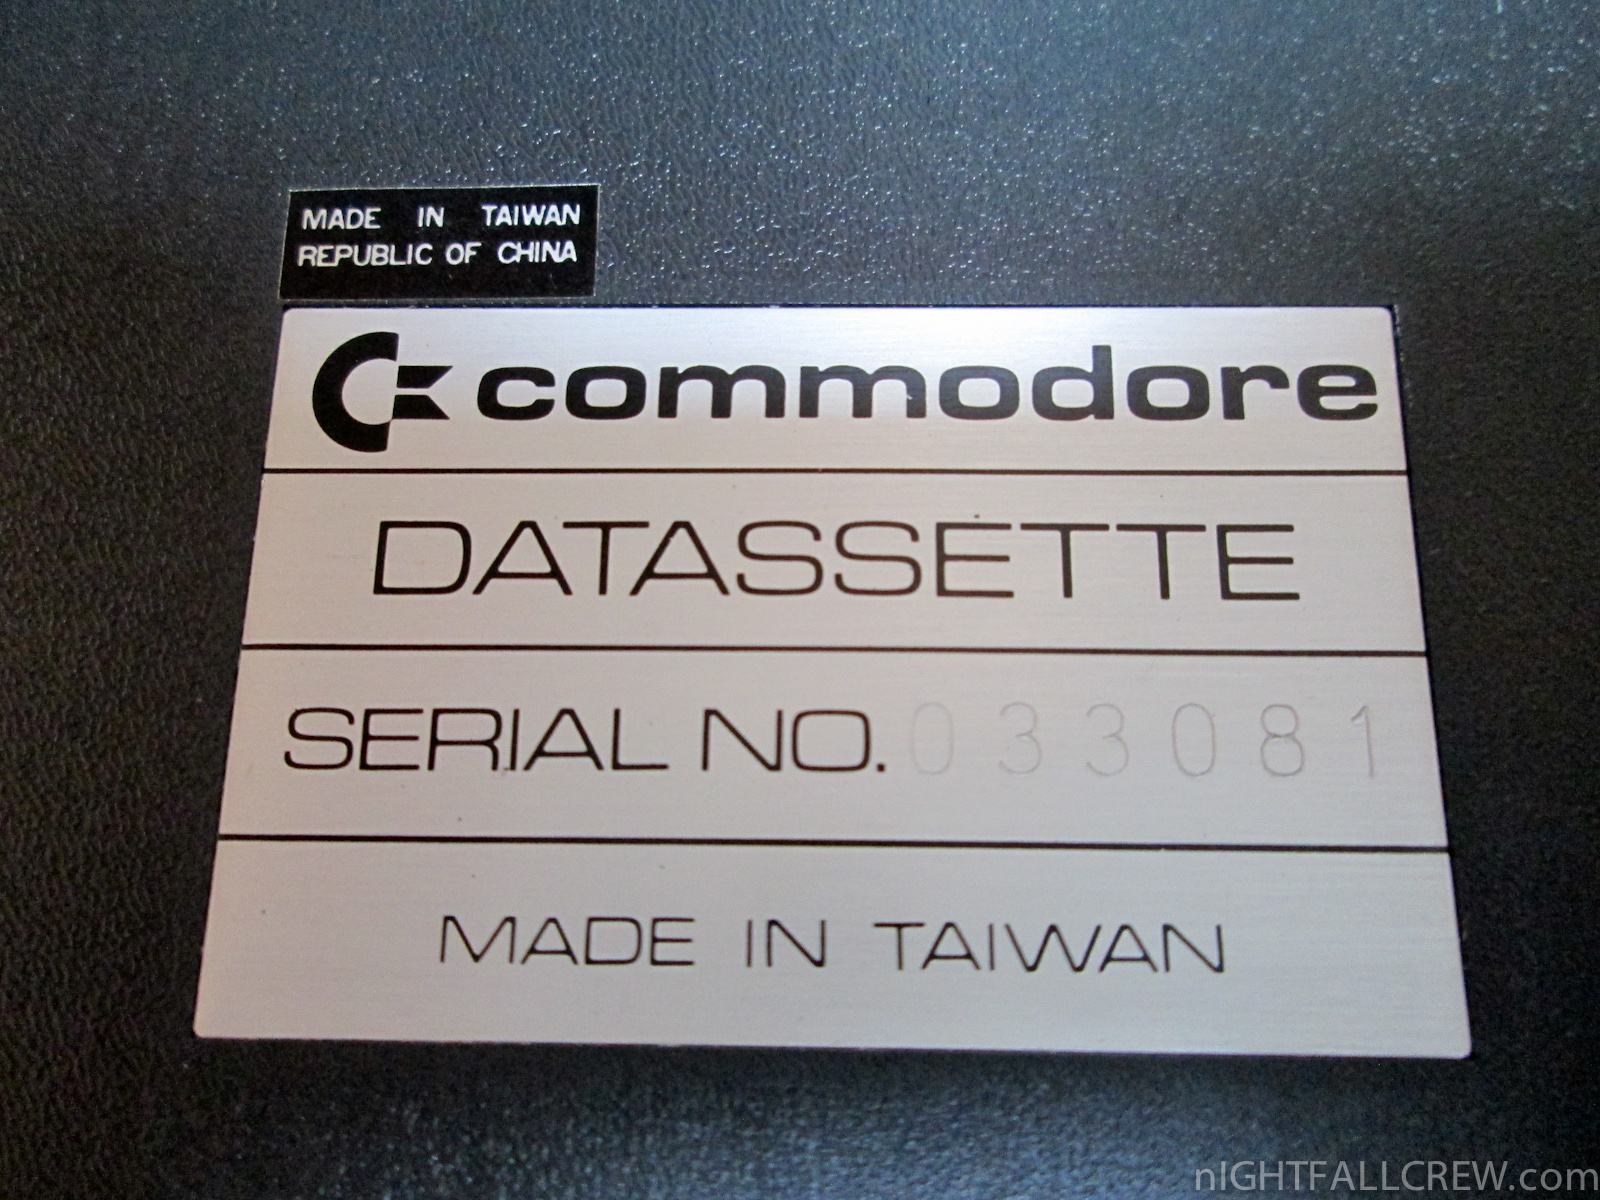 MADE IN TAIWAN
REPUBLIC OF CHINA
commodore
DATASSETTE
SERIAL NO. 033081
MADE IN TAIWAN
nIGHTFALLCREW.com